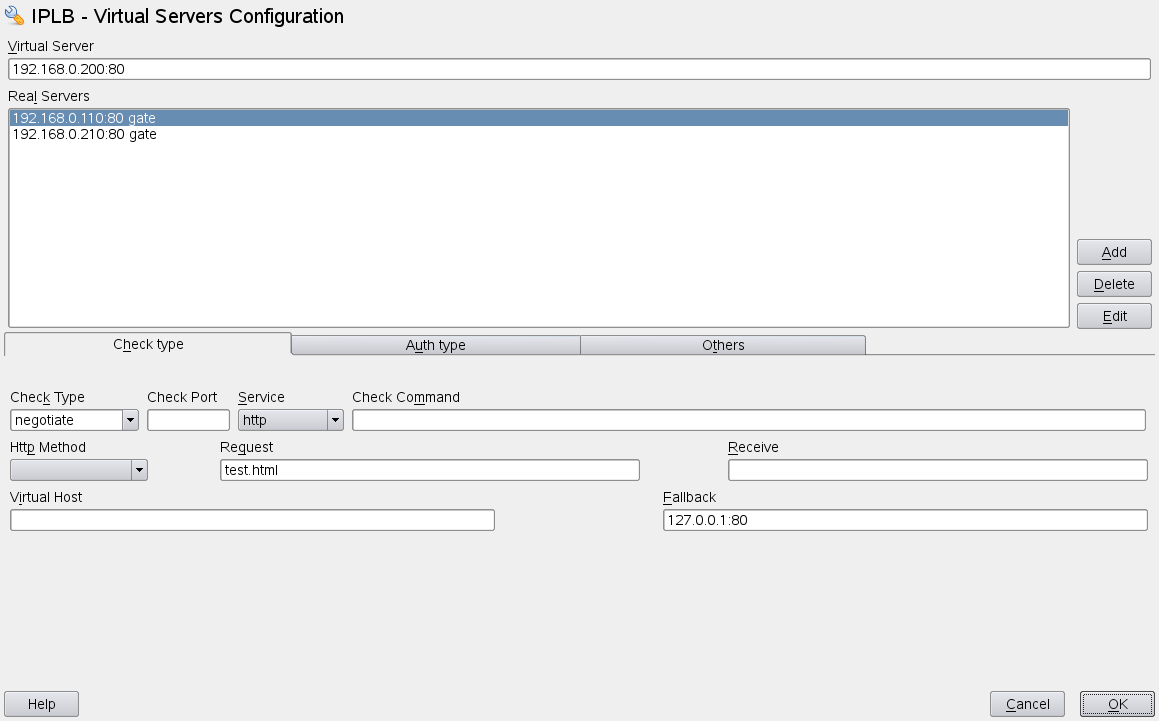 IPLB - Virtual Servers Configuration
Virtual Server
192.168.0.200:80
Real Servers
192.168.0.110:80 gate
192.168.0.210:80 gate
Add
Delete
Edit
Check type Auth type Others
Check Type Check Port Service Check Command
negotiate http
Http Method Request Receive
test.html
Virtual Host Fallback
127.0.0.1:80
Help Cancel OK